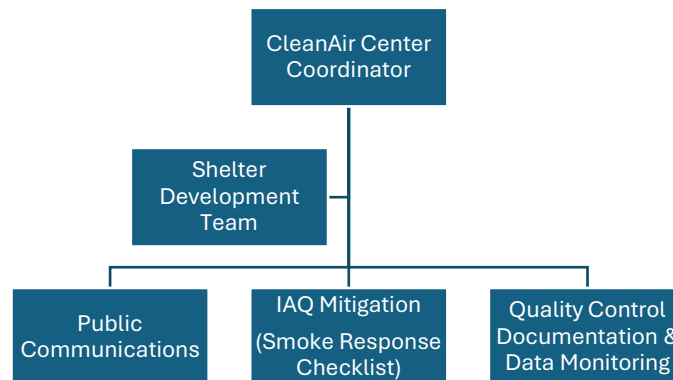 CleanAir Center
Coordinator
Shelter
Development
Team
Public
Communications
IAQ Mitigation
(Smoke Response
Checklist)
Quality Control
Documentation &
Data Monitoring